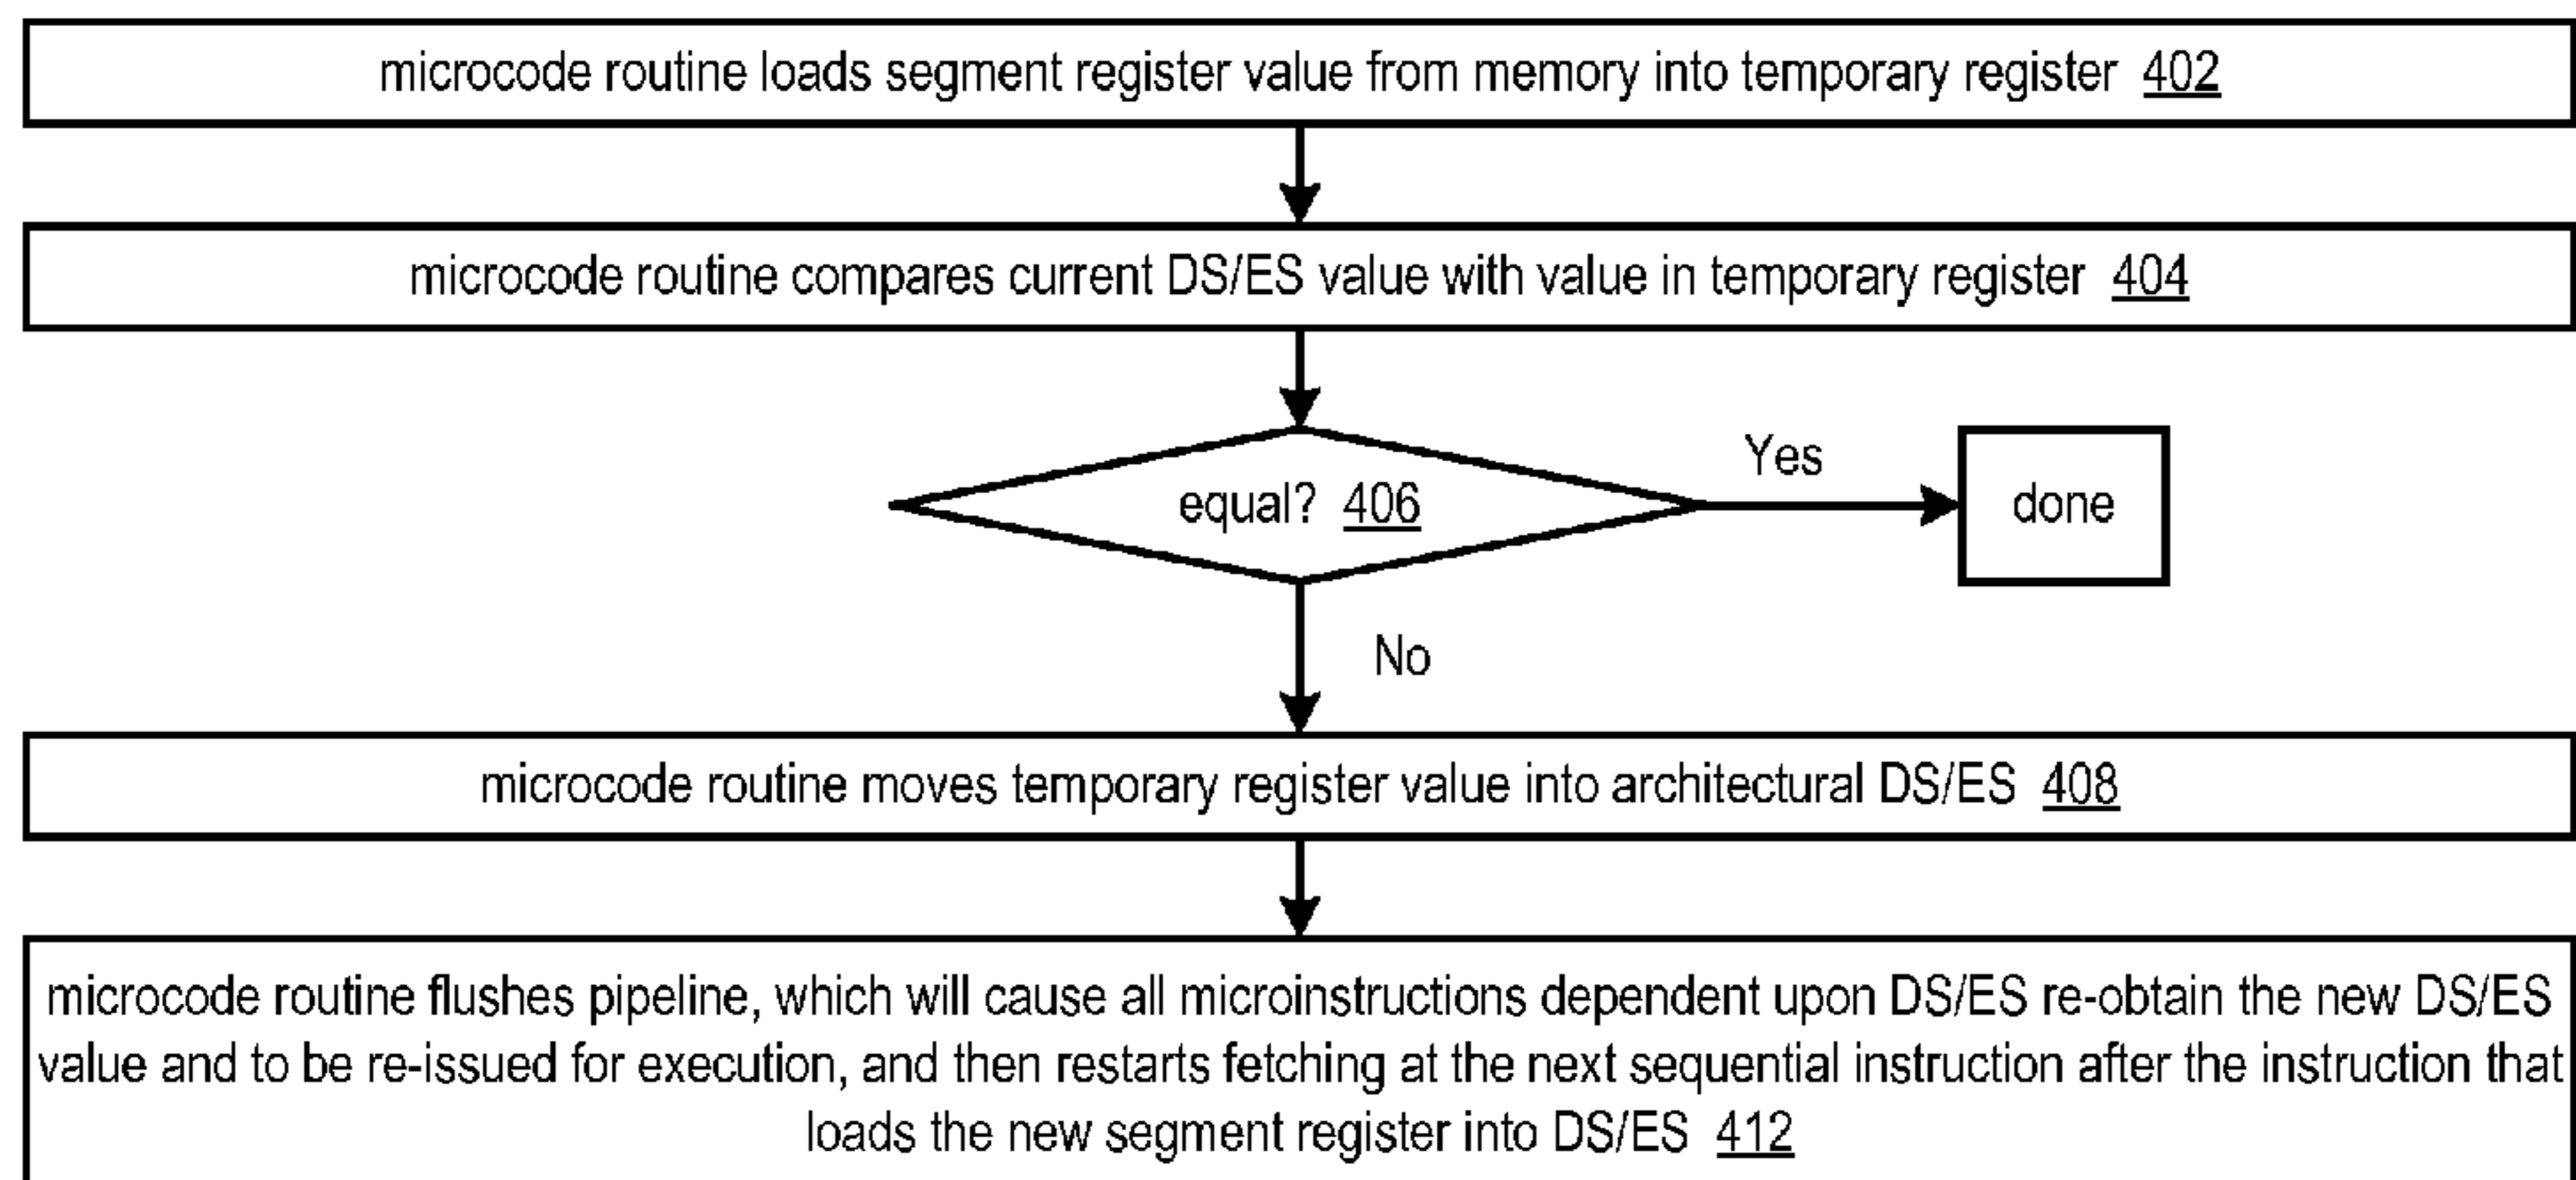 microcode routine loads segment register value from memory into temporary register 402
microcode routine compares current DS/ES value with value in temporary register 404
equal? 406
Yes
done
No
microcode routine moves temporary register value into architectural DS/ES 408
microcode routine flushes pipeline, which will cause all microinstructions dependent upon DS/ES re-obtain the new DS/ES
value and to be re-issued for execution, and then restarts fetching at the next sequential instruction after the instruction that
loads the new segment register into DS/ES 412